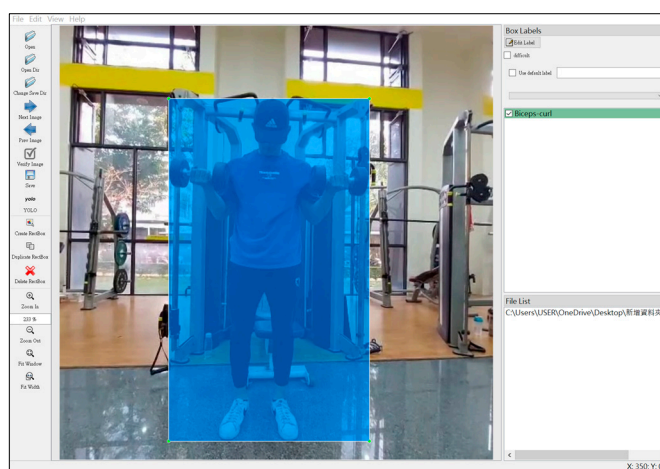 File Edit View Help
Open
Open Dir
Change Save Dir
Next Image
Prev Image
Verify Image
Save
yolo
YOLO
Create RectBox
Duplicate RectBox
Delete RectBox
Zoom In
233 %
Zoom Out
Fit Window
Fit Width
Box Labels
Edit Label
difficult
Use default label
Biceps-curl
File List
C:\Users\USER\OneDrive\Desktop\新增資料夾
X: 350; Y: